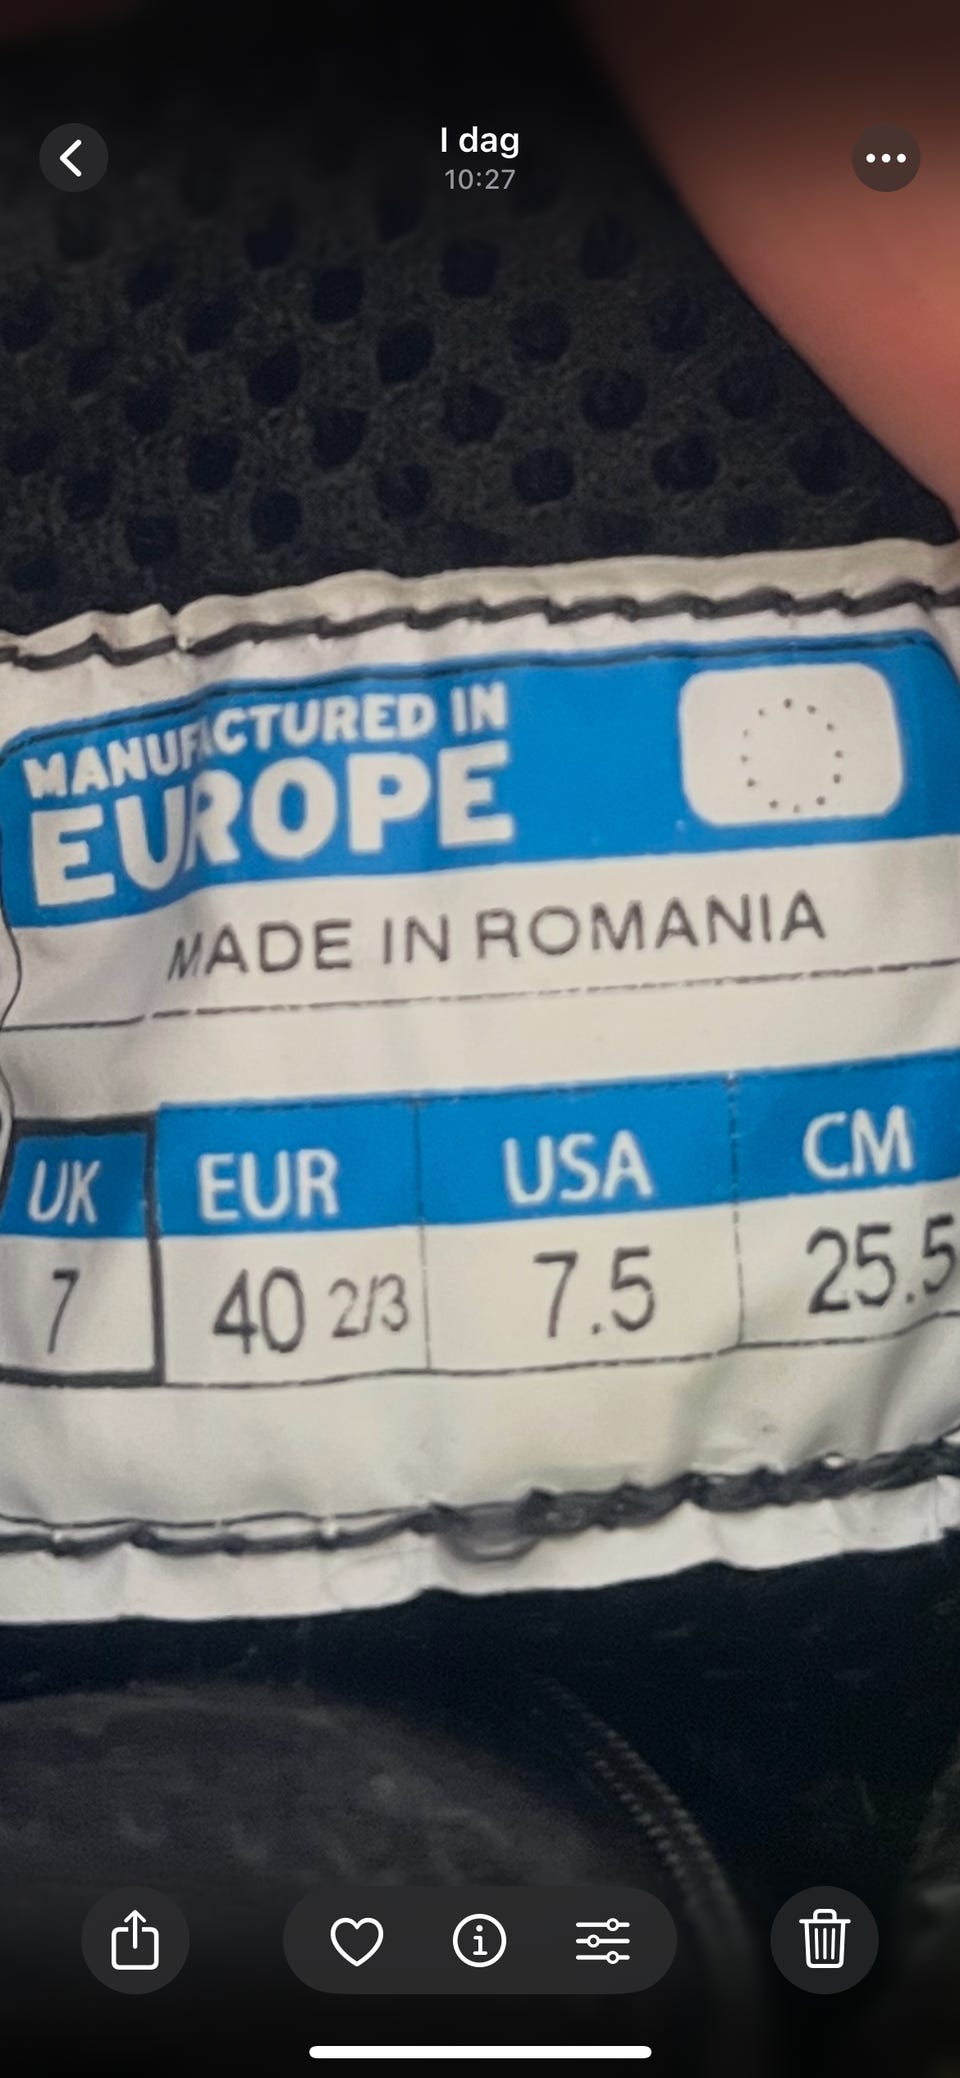 I dag
10:27
MANUFACTURED IN
EUROPE
MADE IN ROMANIA
UK EUR USA CM
7 40 2/3 7.5 25.5